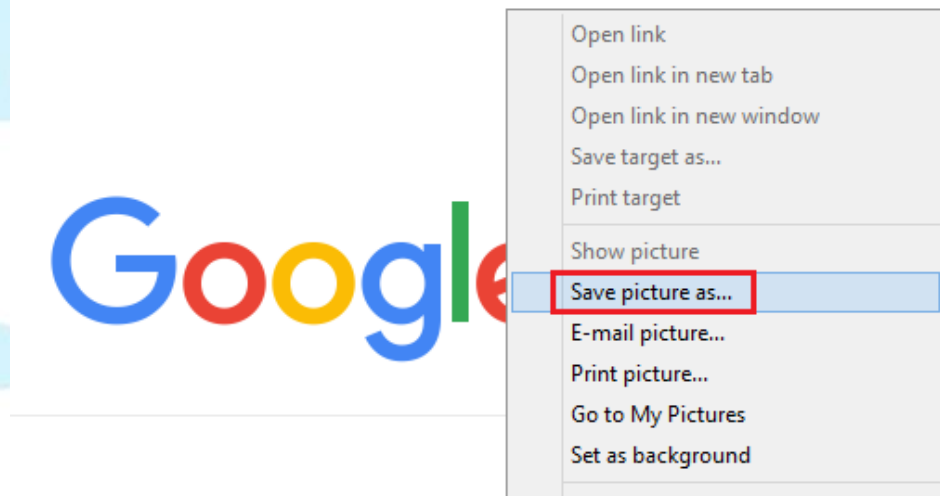 Google
Open link
Open link in new tab
Open link in new window
Save target as...
Print target
Show picture
Save picture as...
E-mail picture...
Print picture...
Go to My Pictures
Set as background